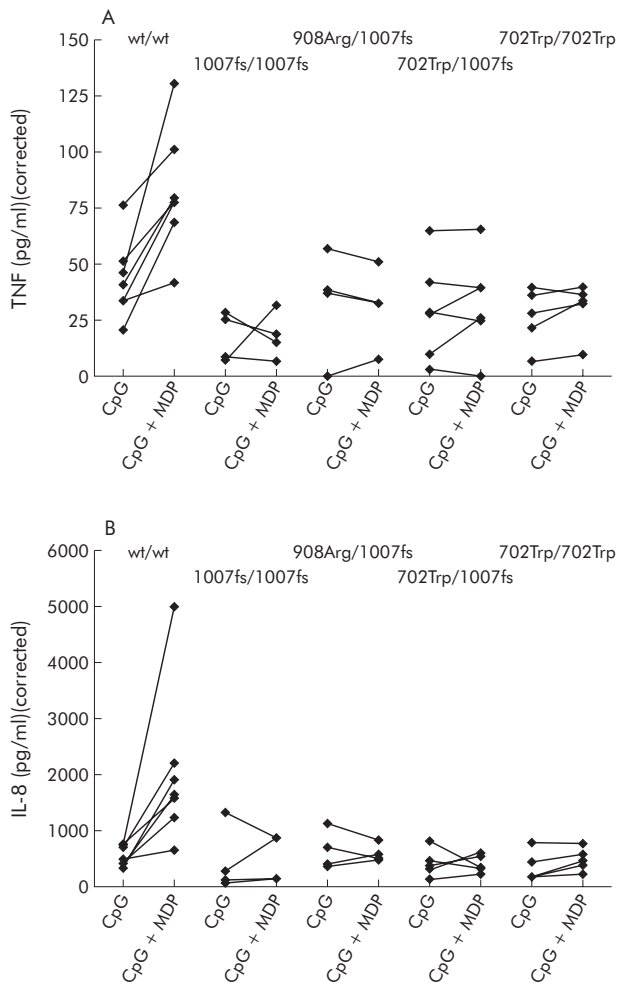 A
wt/wt
908Arg/1007fs
702Trp/702Trp
1007fs/1007fs
702Trp/1007fs
TNF (pg/ml)(corrected)
150
125
100
75
50
25
0
CpG
CpG + MDP
CpG
CpG + MDP
CpG
CpG + MDP
CpG
CpG + MDP
CpG
CpG + MDP
B
wt/wt
908Arg/1007fs
702Trp/702Trp
1007fs/1007fs
702Trp/1007fs
IL-8 (pg/ml)(corrected)
6000
5000
4000
3000
2000
1000
0
CpG
CpG + MDP
CpG
CpG + MDP
CpG
CpG + MDP
CpG
CpG + MDP
CpG
CpG + MDP